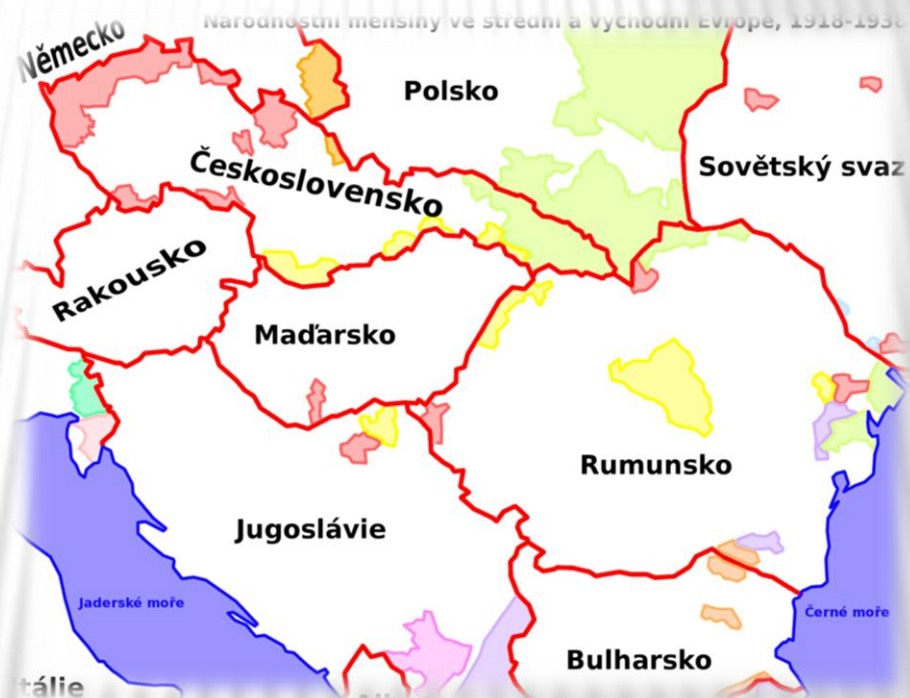 Národnostní menšiny ve střední a východní Evropě, 1918-1938
Německo
Polsko
Sovětský svaz
Československo
Rakousko
Maďarsko
Rumunsko
Jugoslávie
Jaderské moře
Černé moře
Bulharsko
tálie